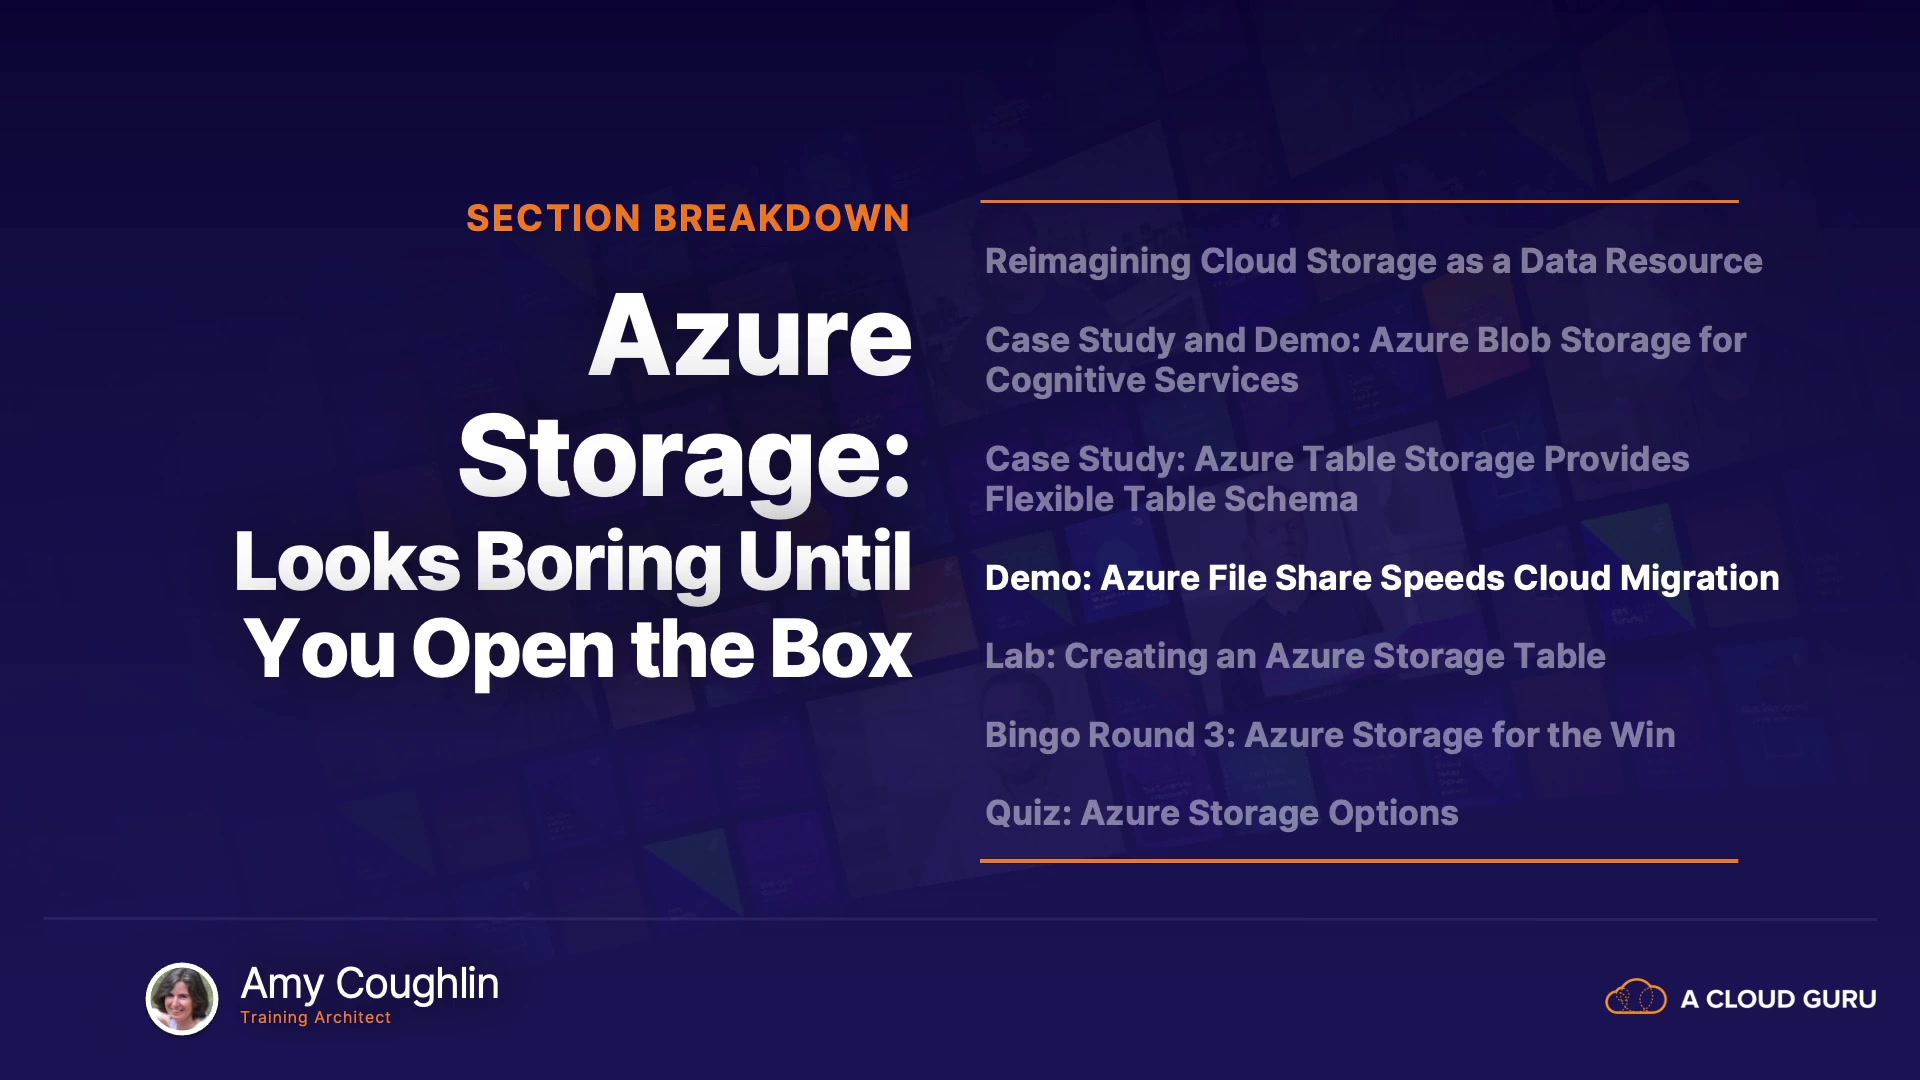 SECTION BREAKDOWN
Azure
Storage:
Looks Boring Until
You Open the Box
Reimagining Cloud Storage as a Data Resource
Case Study and Demo: Azure Blob Storage for
Cognitive Services
Case Study: Azure Table Storage Provides
Flexible Table Schema
Demo: Azure File Share Speeds Cloud Migration
Lab: Creating an Azure Storage Table
Bingo Round 3: Azure Storage for the Win
Quiz: Azure Storage Options
Amy Coughlin
Training Architect
A CLOUD GURU